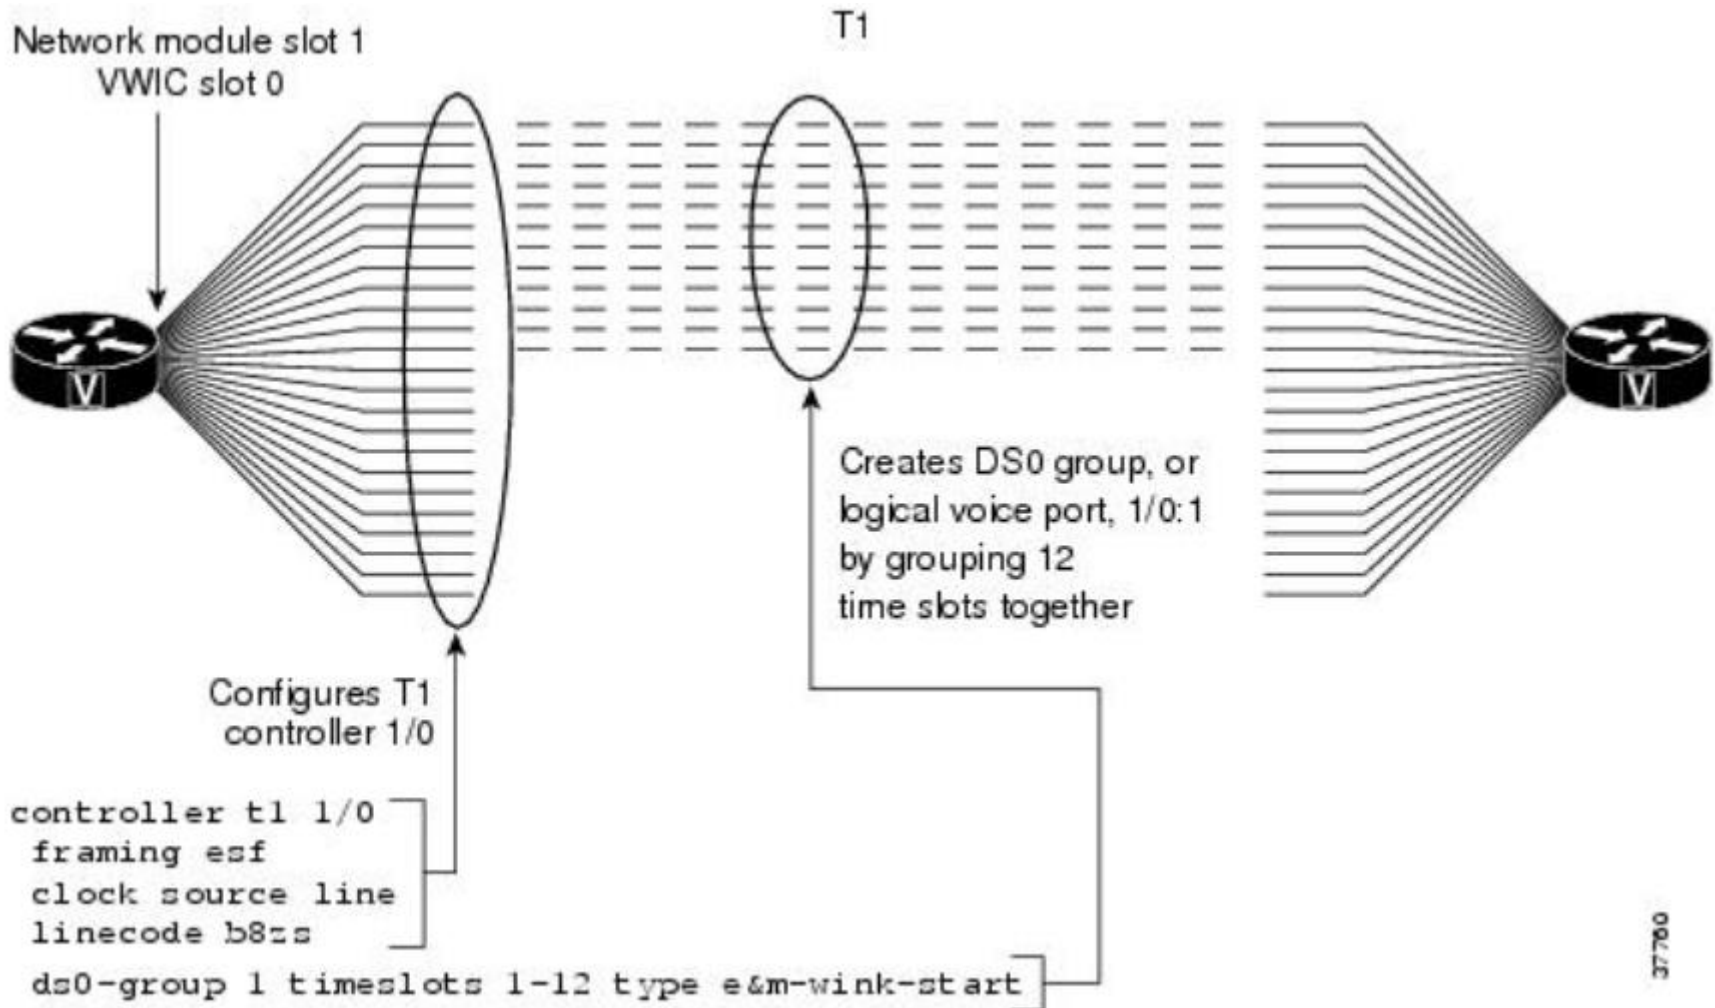 Network module slot 1
VWIC slot 0
T1
V
V
Creates DS0 group, or
logical voice port, 1/0:1
by grouping 12
time slots together
Configures T1
controller 1/0
controller t1 1/0
framing esf
clock source line
linecode b8zs
ds0-group 1 timeslots 1-12 type e&m-wink-start
37760